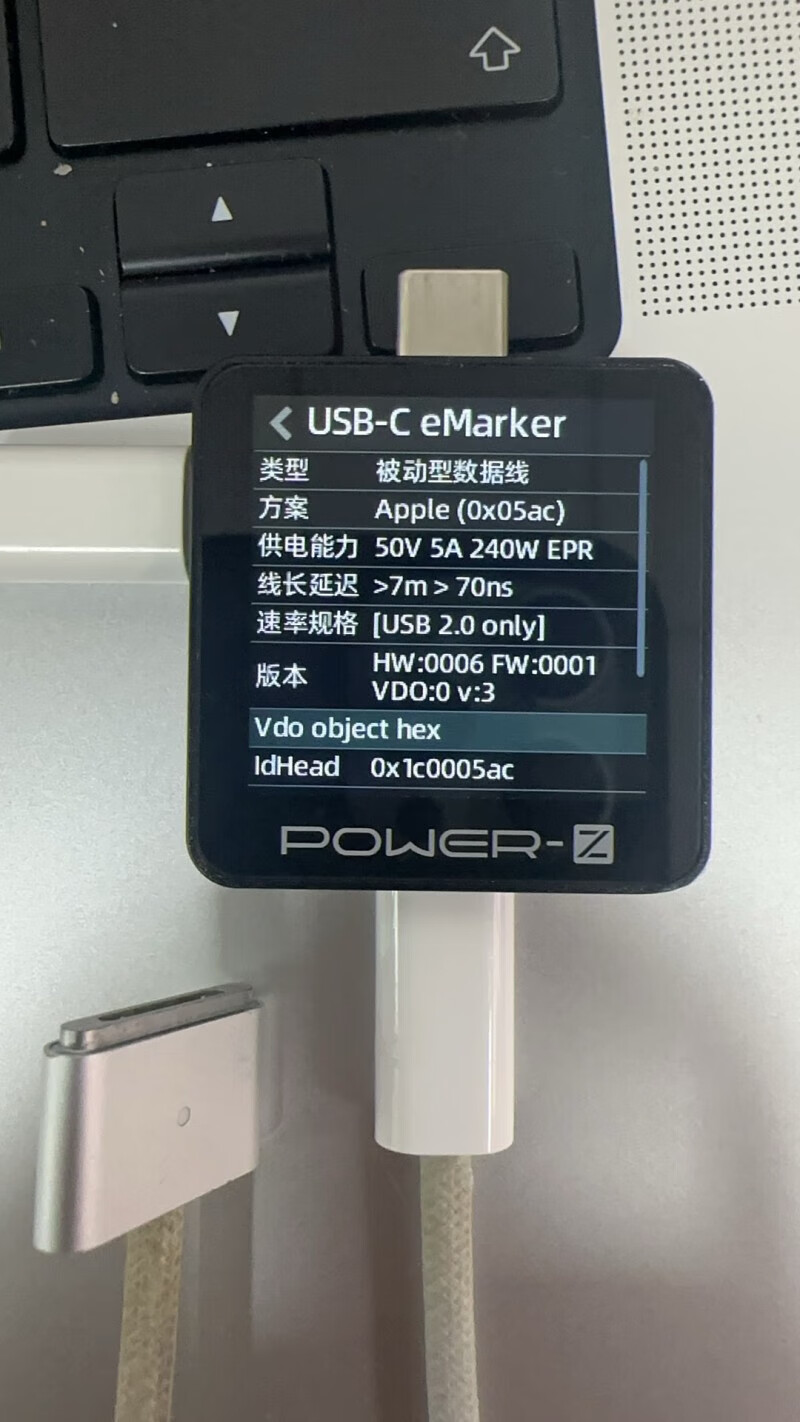 USB-C eMarker
类型 被动型数据线
方案 Apple (0x05ac)
供电能力 50V 5A 240W EPR
线长延迟 >7m > 70ns
速率规格 [USB 2.0 only]
版本 HW:0006 FW:0001
VDO:0 v:3
Vdo object hex
IdHead 0x1c0005ac
POWER-Z